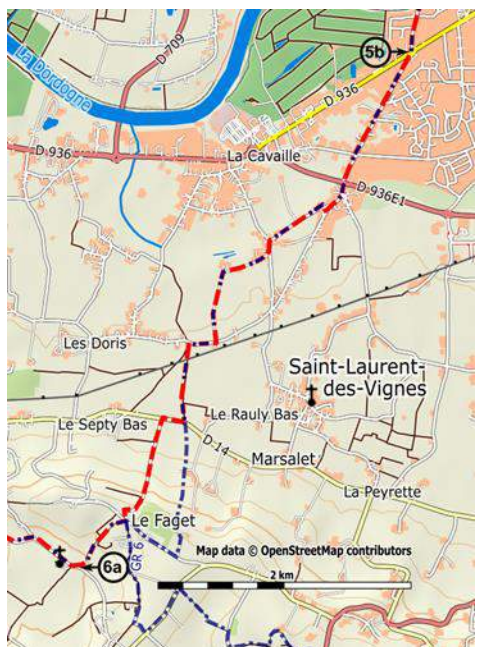 5b
D 709
La Dordogne
D 936
La Cavaille
D 936
D 936E1
Les Doris
Saint-Laurent-
des-Vignes
Le Septy Bas
Le Rauly Bas
D 14
Marsalet
La Peyrette
Le Faget
GR 6
Map data © OpenStreetMap contributors
6a
2 km